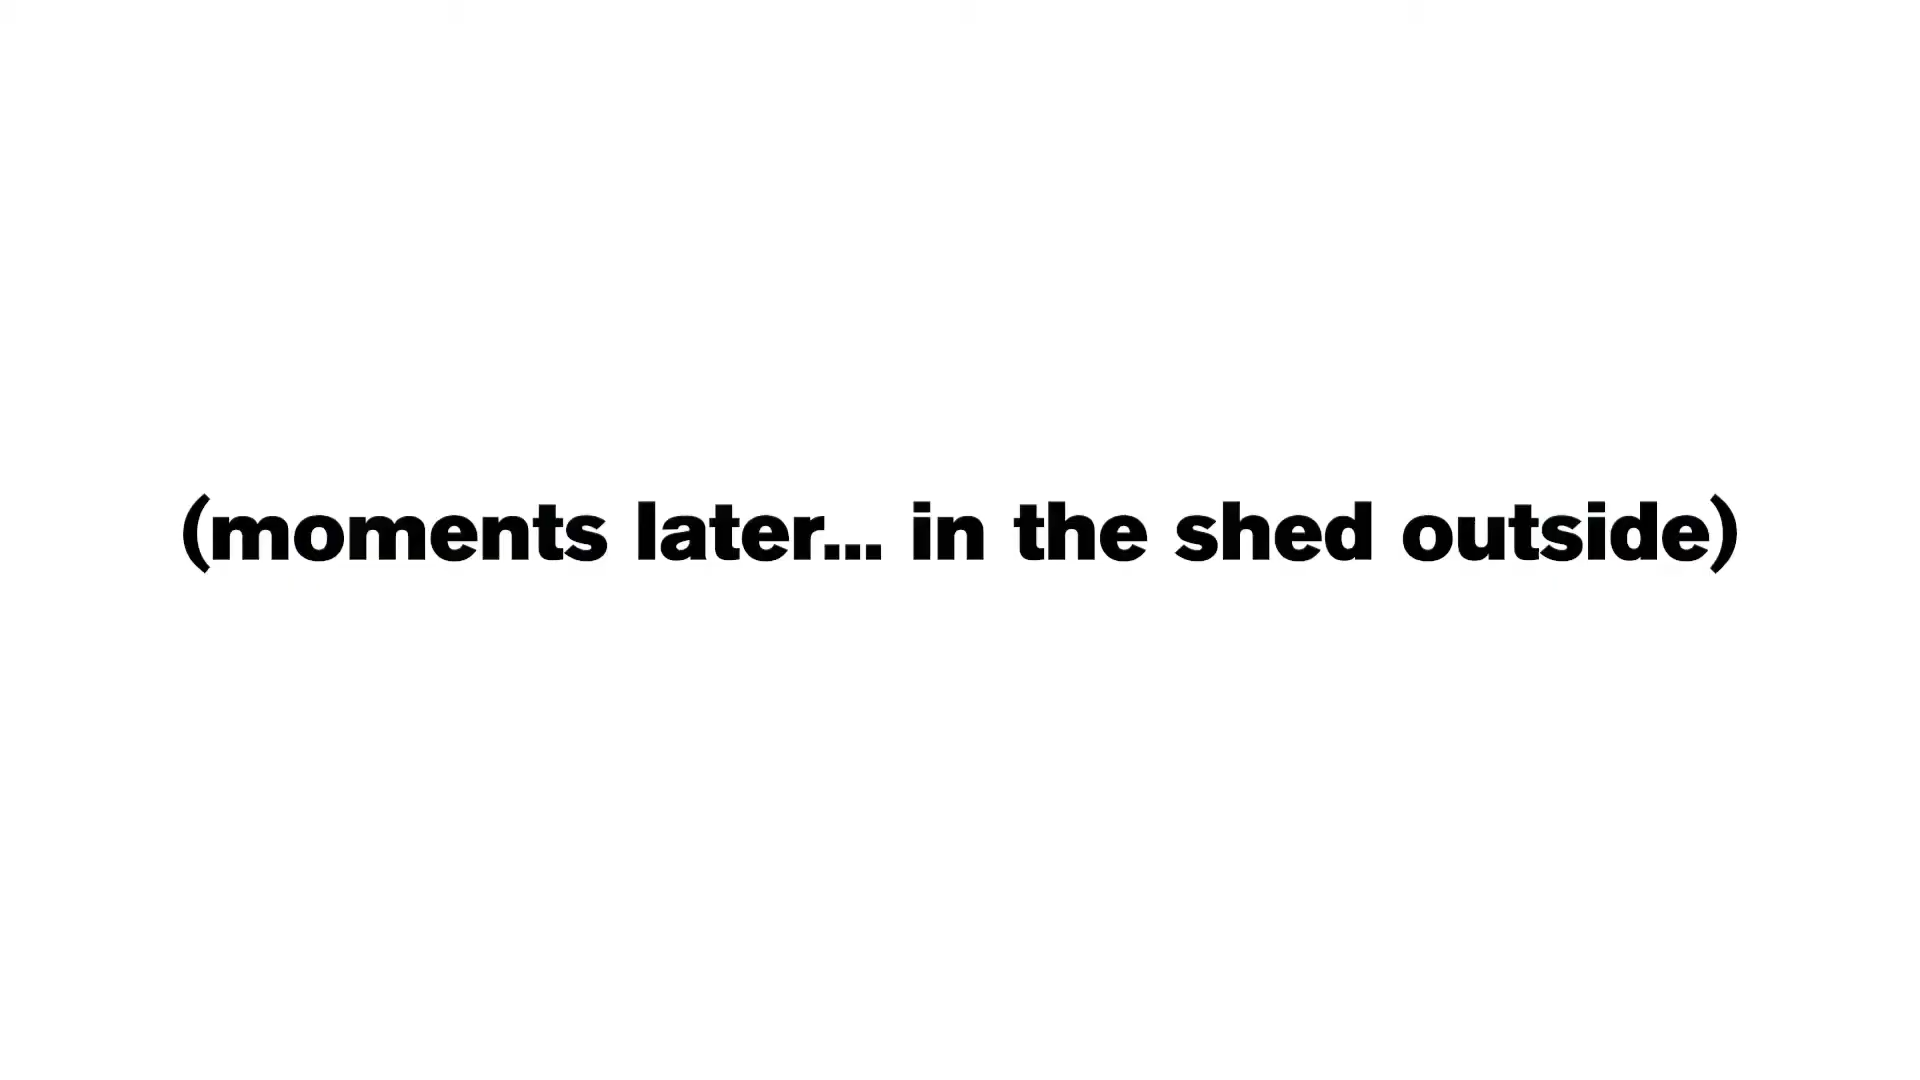 (moments later... in the shed outside)